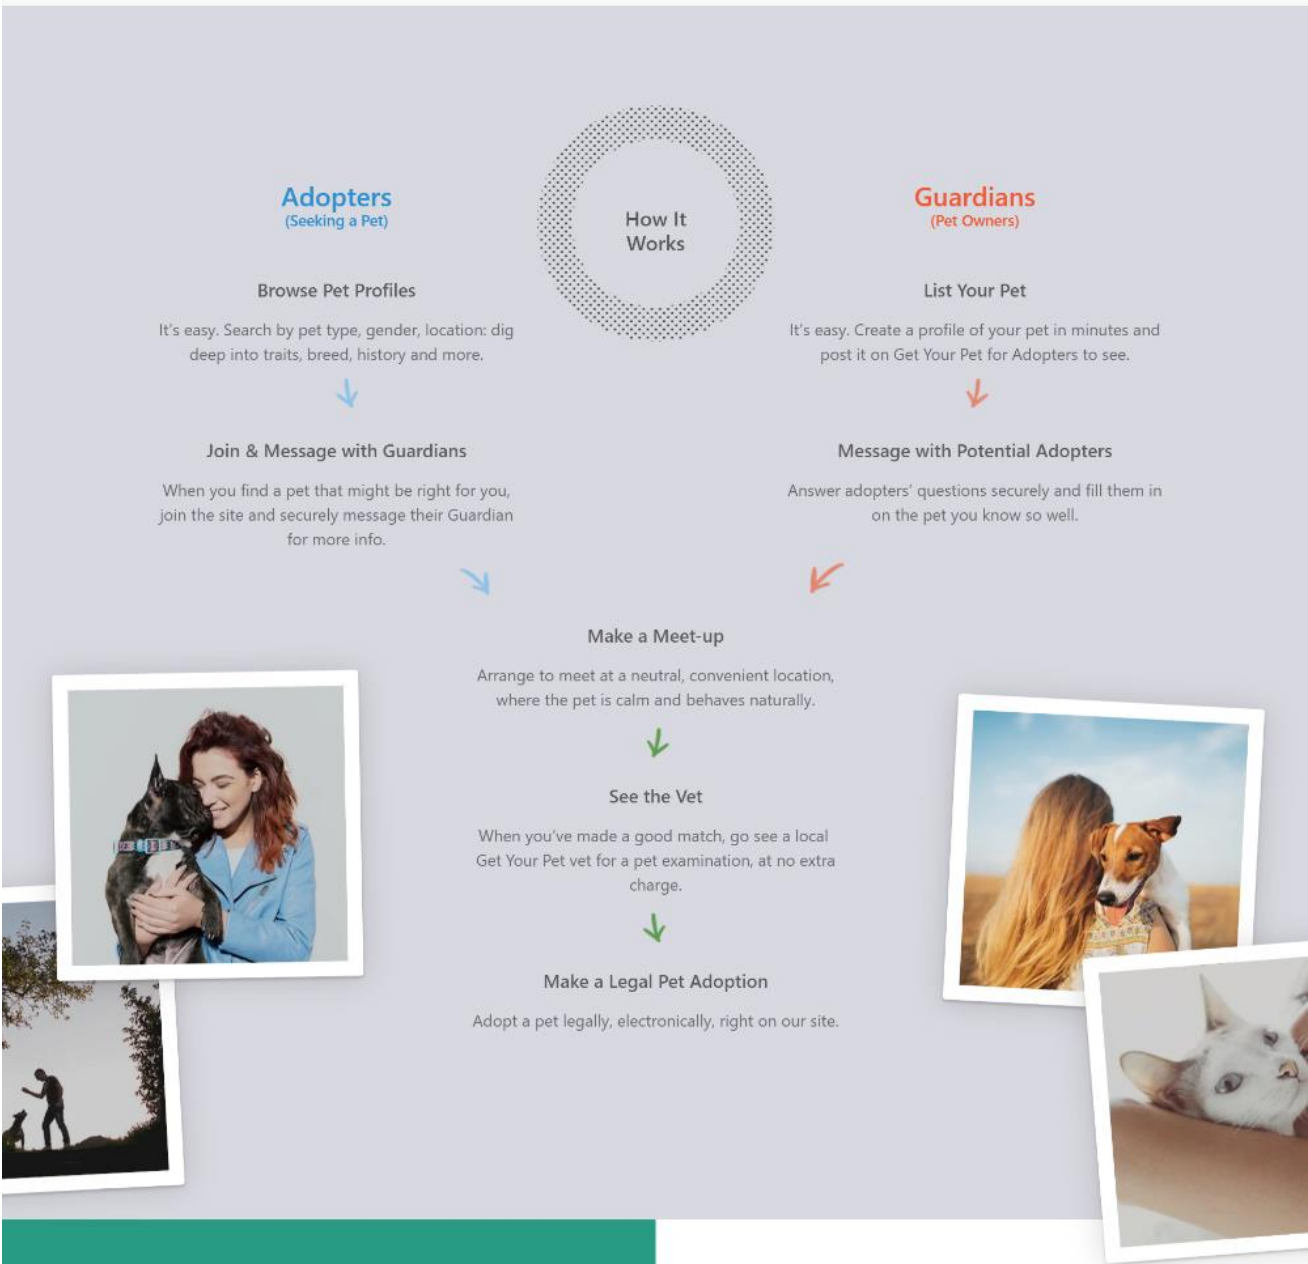 How It
Works
Adopters
(Seeking a Pet)
Browse Pet Profiles
It's easy. Search by pet type, gender, location: dig
deep into traits, breed, history and more.
Join & Message with Guardians
When you find a pet that might be right for you,
join the site and securely message their Guardian
for more info.
Guardians
(Pet Owners)
List Your Pet
It's easy. Create a profile of your pet in minutes and
post it on Get Your Pet for Adopters to see.
Message with Potential Adopters
Answer adopters' questions securely and fill them in
on the pet you know so well.
Make a Meet-up
Arrange to meet at a neutral, convenient location,
where the pet is calm and behaves naturally.
See the Vet
When you've made a good match, go see a local
Get Your Pet vet for a pet examination, at no extra
charge.
Make a Legal Pet Adoption
Adopt a pet legally, electronically, right on our site.